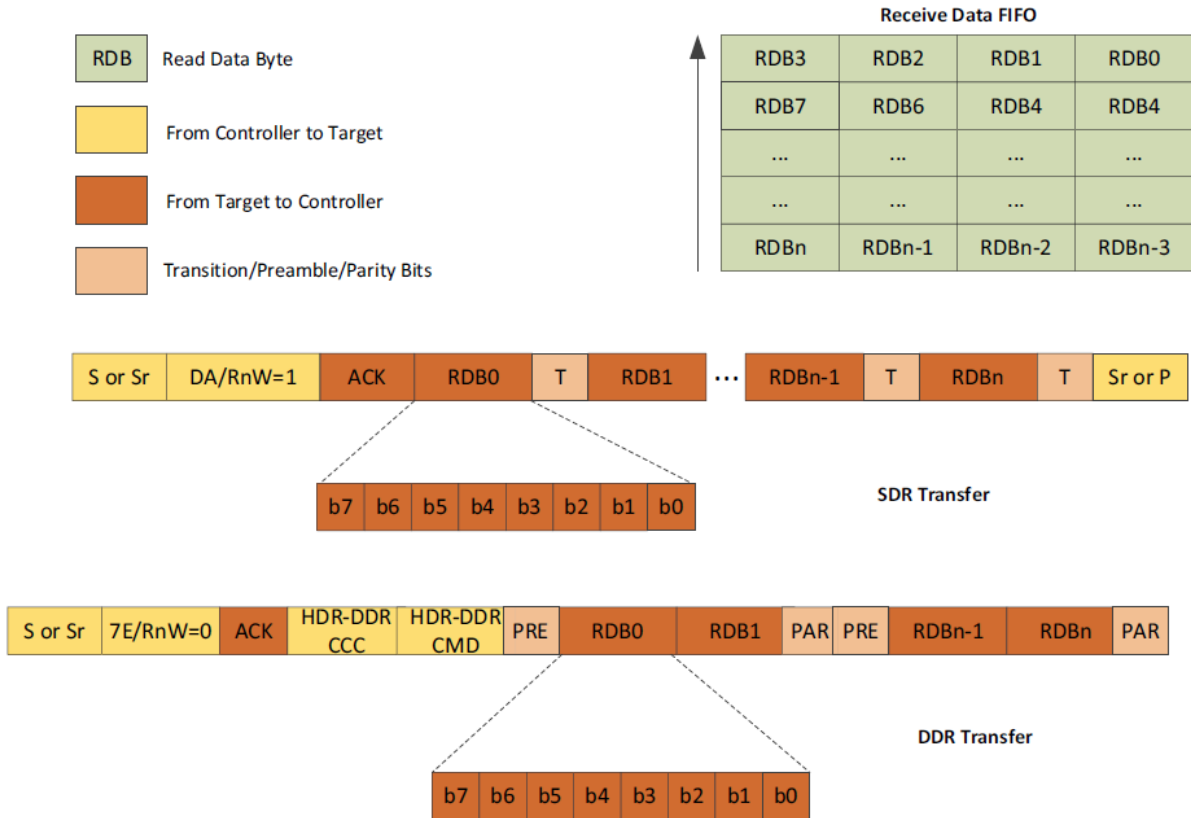 Receive Data FIFO
RDB Read Data Byte
From Controller to Target
From Target to Controller
Transition/Preamble/Parity Bits
RDB3 RDB2 RDB1 RDB0
RDB7 RDB6 RDB4 RDB4
... ... ... ...
... ... ... ...
RDBn RDBn-1 RDBn-2 RDBn-3
S or Sr DA/RnW=1 ACK RDB0 T RDB1 ... RDBn-1 T RDBn T Sr or P
b7 b6 b5 b4 b3 b2 b1 b0
SDR Transfer
S or Sr 7E/RnW=0 ACK HDR-DDR CCC HDR-DDR CMD PRE RDB0 RDB1 PAR PRE RDBn-1 RDBn PAR
DDR Transfer
b7 b6 b5 b4 b3 b2 b1 b0